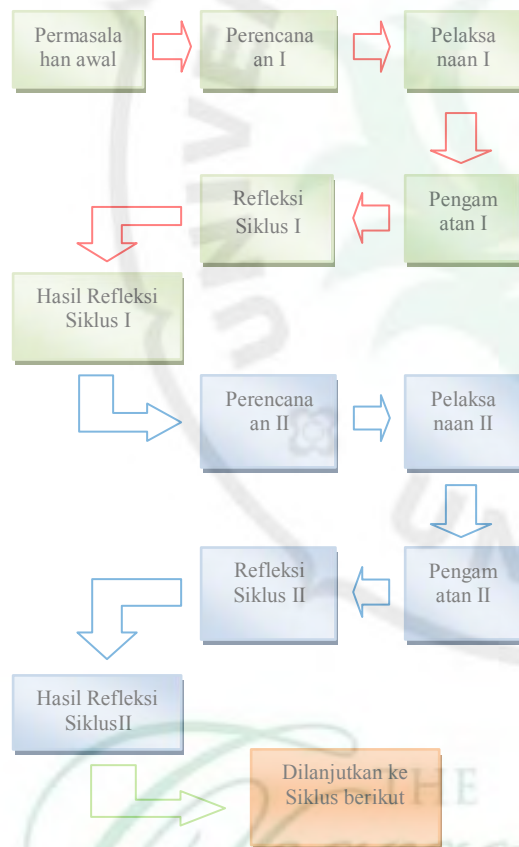 Permasala
han awal
Perencana
an I
Pelaksa
naan I
Pengam
atan I
Refleksi
Siklus I
Hasil Refleksi
Siklus I
Perencana
an II
Pelaksa
naan II
Pengam
atan II
Refleksi
Siklus II
Hasil Refleksi
SiklusII
Dilanjutkan ke
Siklus berikut
THE